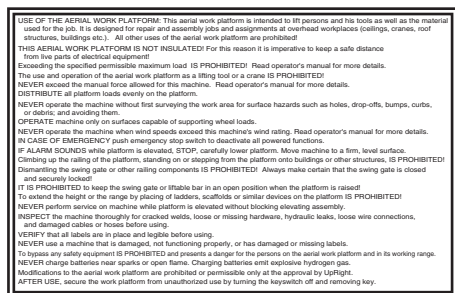 USE OF THE AERIAL WORK PLATFORM: This aerial work platform is intended to lift persons and his tools as well as the material
used for the job. It is designed for repair and assembly jobs and assignments at overhead workplaces (ceilings, cranes, roof
structures, buildings etc.). All other uses of the aerial work platform are prohibited!
THIS AERIAL WORK PLATFORM IS NOT INSULATED! For this reason it is imperative to keep a safe distance
from live parts of electrical equipment!
Exceeding the specified permissible maximum load IS PROHIBITED! Read operator's manual for more details.
The use and operation of the aerial work platform as a lifting tool or a crane IS PROHIBITED!
NEVER exceed the manual force allowed for this machine. Read operator's manual for more details.
DISTRIBUTE all platform loads evenly on the platform.
NEVER operate the machine without first surveying the work area for surface hazards such as holes, drop-offs, bumps, curbs,
or debris; and avoiding them.
OPERATE machine only on surfaces capable of supporting wheel loads.
NEVER operate the machine when wind speeds exceed this machine's wind rating. Read operator's manual for more details.
IN CASE OF EMERGENCY push emergency stop switch to deactivate all powered functions.
IF ALARM SOUNDS while platform is elevated, STOP, carefully lower platform. Move machine to a firm, level surface.
Climbing up the railing of the platform, standing on or stepping from the platform onto buildings or other structures, IS PROHIBITED!
Dismantling the swing gate or other railing components IS PROHIBITED! Always make certain that the swing gate is closed
and securely locked!
IT IS PROHIBITED to keep the swing gate or liftable bar in an open position when the platform is raised!
To extend the height or the range by placing of ladders, scaffolds or similar devices on the platform IS PROHIBITED!
NEVER perform service on machine while platform is elevated without blocking elevating assembly.
INSPECT the machine thoroughly for cracked welds, loose or missing hardware, hydraulic leaks, loose wire connections,
and damaged cables or hoses before using.
VERIFY that all labels are in place and legible before using.
NEVER use a machine that is damaged, not functioning properly, or has damaged or missing labels.
To bypass any safety equipment IS PROHIBITED and presents a danger for the persons on the aerial work platform and in its working range.
NEVER charge batteries near sparks or open flame. Charging batteries emit explosive hydrogen gas.
Modifications to the aerial work platform are prohibited or permissible only at the approval by UpRight.
AFTER USE, secure the work platform from unauthorized use by turning the keyswitch off and removing key.